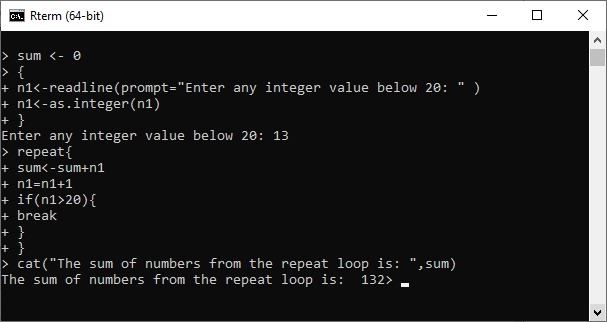 Rterm (64-bit)
> sum <- 0
> {
+ n1<-readline(prompt="Enter any integer value below 20: " )
+ n1<-as.integer(n1)
+ }
Enter any integer value below 20: 13
> repeat{
+ sum<-sum+n1
+ n1=n1+1
+ if(n1>20){
+ break
+ }
+ }
> cat("The sum of numbers from the repeat loop is: ",sum)
The sum of numbers from the repeat loop is:  132>